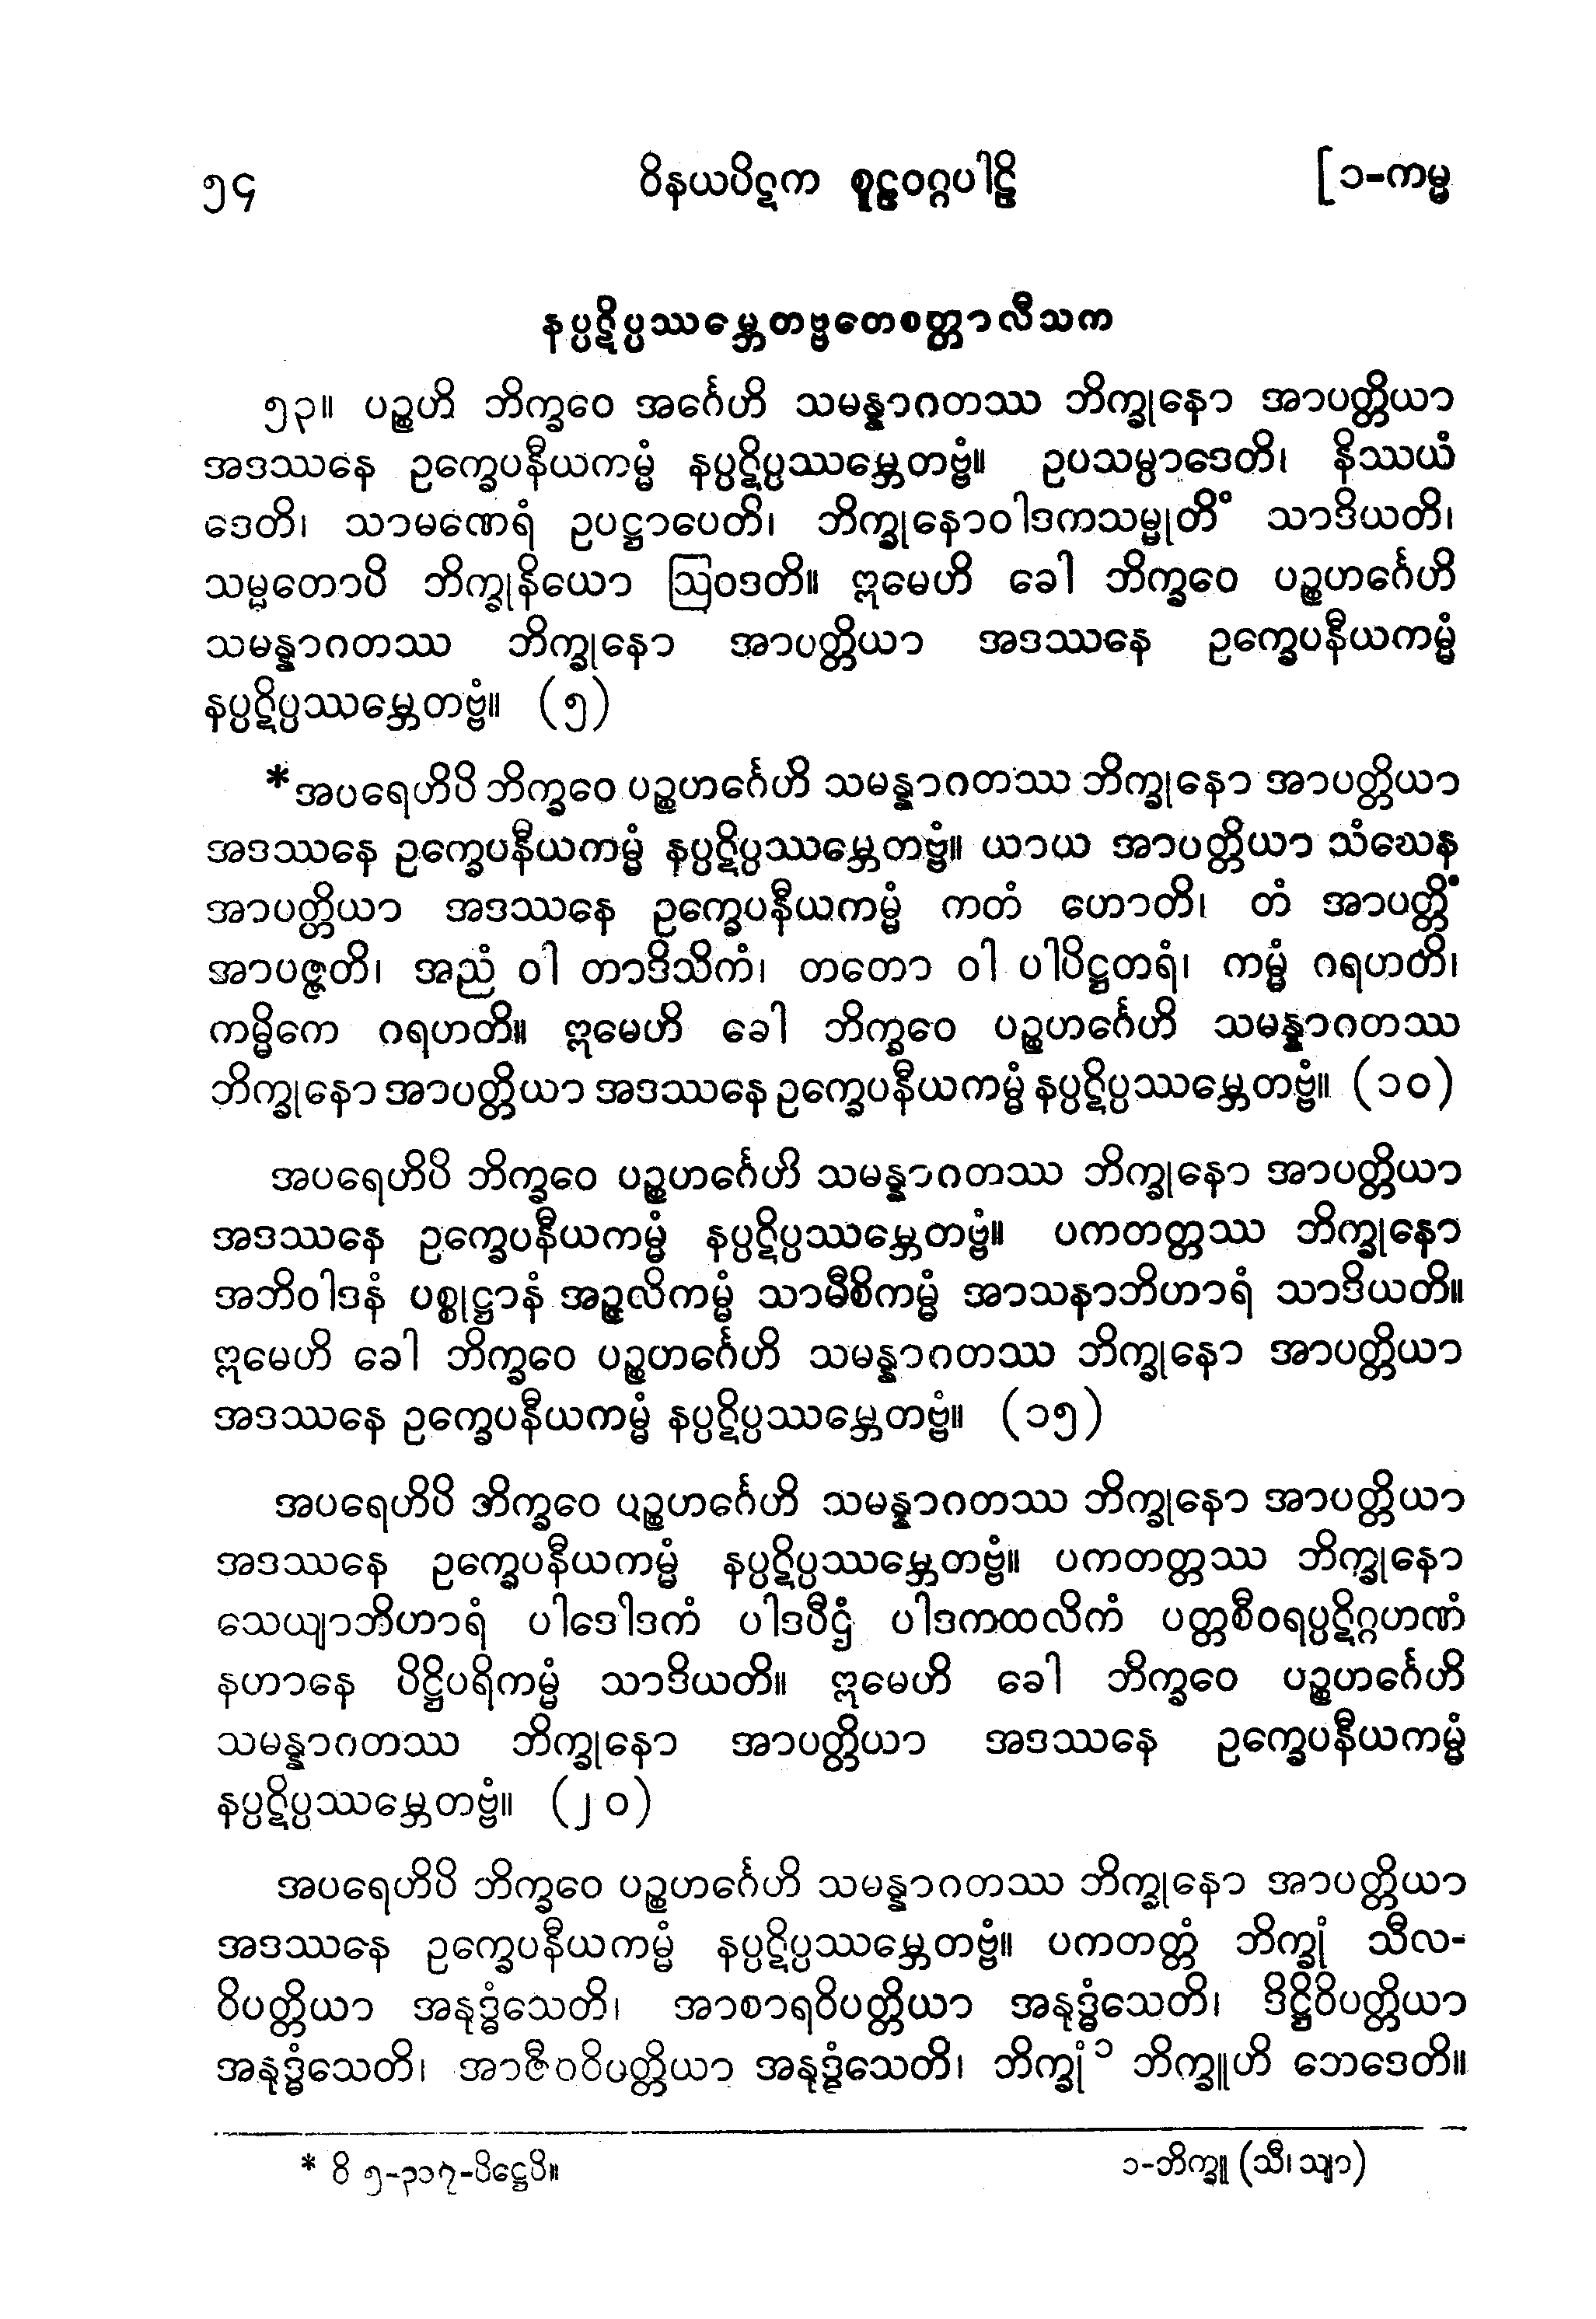 ၅၄ ဝိနယပိဋက စူဠဝဂ္ဂပါဠိ [၁-ကမ္မ
နပ္ပဋိပ္ပဿမ္ဘေတဗ္ဗတေစတ္တာလီသက
၅၃။ ပဉ္စဟိ ဘိက္ခဝေ အင်္ဂေဟိ သမန္နာဂတဿ ဘိက္ခုနော အာပတ္တိယာ
အဒဿနေ ဥက္ခေပနီယကမ္မံ နပ္ပဋိပ္ပဿမ္ဘေတဗ္ဗံ။ ဥပသမ္ပာဒေတိ၊ နိဿယံ
ဒေတိ၊ သာမဏေရံ ဥပဋ္ဌာပေတိ၊ ဘိက္ခုနောဝါဒကသမ္မုတိံ သာဒိယတိ၊
သမ္မတောပိ ဘိက္ခုနိယော ဩဝဒတိ။ ဣမေဟိ ခေါ ဘိက္ခဝေ ပဉ္စဟင်္ဂေဟိ
သမန္နာဂတဿ ဘိက္ခုနော အာပတ္တိယာ အဒဿနေ ဥက္ခေပနီယကမ္မံ
နပ္ပဋိပ္ပဿမ္ဘေတဗ္ဗံ။ (၅)
*အပရေဟိပိ ဘိက္ခဝေ ပဉ္စဟင်္ဂေဟိ သမန္နာဂတဿ ဘိက္ခုနော အာပတ္တိယာ
အဒဿနေ ဥက္ခေပနီယကမ္မံ နပ္ပဋိပ္ပဿမ္ဘေတဗ္ဗံ။ ယာယ အာပတ္တိယာ သံဃေန
အာပတ္တိယာ အဒဿနေ ဥက္ခေပနီယကမ္မံ ကတံ ဟောတိ၊ တံ အာပတ္တိံ
အာပဇ္ဇတိ၊ အညံ ဝါ တာဒိသိကံ၊ တတော ဝါ ပါပိဋ္ဌတရံ၊ ကမ္မံ ဂရဟတိ၊
ကမ္မိကေ ဂရဟတိ။ ဣမေဟိ ခေါ ဘိက္ခဝေ ပဉ္စဟင်္ဂေဟိ သမန္နာဂတဿ
ဘိက္ခုနော အာပတ္တိယာ အဒဿနေ ဥက္ခေပနီယကမ္မံ နပ္ပဋိပ္ပဿမ္ဘေတဗ္ဗံ။ (၁၀)
အပရေဟိပိ ဘိက္ခဝေ ပဉ္စဟင်္ဂေဟိ သမန္နာဂတဿ ဘိက္ခုနော အာပတ္တိယာ
အဒဿနေ ဥက္ခေပနီယကမ္မံ နပ္ပဋိပ္ပဿမ္ဘေတဗ္ဗံ။ ပကတတ္တဿ ဘိက္ခုနော
အဘိဝါဒနံ ပစ္စုဋ္ဌာနံ အဉ္ဇလိကမ္မံ သာမီစိကမ္မံ အာသနာဘိဟာရံ သာဒိယတိ။
ဣမေဟိ ခေါ ဘိက္ခဝေ ပဉ္စဟင်္ဂေဟိ သမန္နာဂတဿ ဘိက္ခုနော အာပတ္တိယာ
အဒဿနေ ဥက္ခေပနီယကမ္မံ နပ္ပဋိပ္ပဿမ္ဘေတဗ္ဗံ။ (၁၅)
အပရေဟိပိ ဘိက္ခဝေ ပဉ္စဟင်္ဂေဟိ သမန္နာဂတဿ ဘိက္ခုနော အာပတ္တိယာ
အဒဿနေ ဥက္ခေပနီယကမ္မံ နပ္ပဋိပ္ပဿမ္ဘေတဗ္ဗံ။ ပကတတ္တဿ ဘိက္ခုနော
သေယျာဘိဟာရံ ပါဒေါဒကံ ပါဒပီဌံ ပါဒကထလိကံ ပတ္တစီဝရပ္ပဋိဂ္ဂဟဏံ
နဟာနေ ပိဋ္ဌိပရိကမ္မံ သာဒိယတိ။ ဣမေဟိ ခေါ ဘိက္ခဝေ ပဉ္စဟင်္ဂေဟိ
သမန္နာဂတဿ ဘိက္ခုနော အာပတ္တိယာ အဒဿနေ ဥက္ခေပနီယကမ္မံ
နပ္ပဋိပ္ပဿမ္ဘေတဗ္ဗံ။ (၂၀)
အပရေဟိပိ ဘိက္ခဝေ ပဉ္စဟင်္ဂေဟိ သမန္နာဂတဿ ဘိက္ခုနော အာပတ္တိယာ
အဒဿနေ ဥက္ခေပနီယကမ္မံ နပ္ပဋိပ္ပဿမ္ဘေတဗ္ဗံ။ ပကတတ္တံ ဘိက္ခုံ သီလ-
ဝိပတ္တိယာ အနုဒ္ဓံသေတိ၊ အာစာရဝိပတ္တိယာ အနုဒ္ဓံသေတိ၊ ဒိဋ္ဌိဝိပတ္တိယာ
အနုဒ္ဓံသေတိ၊ အာဇီဝဝိပတ္တိယာ အနုဒ္ဓံသေတိ၊ ဘိက္ခုံ ၁ ဘိက္ခူဟိ ဘေဒေတိ။
* ဝိ ၅-၃၁၇-ပိဋ္ဌေပိ။ ၁-ဘိက္ခူ (သီ၊ သျာ)